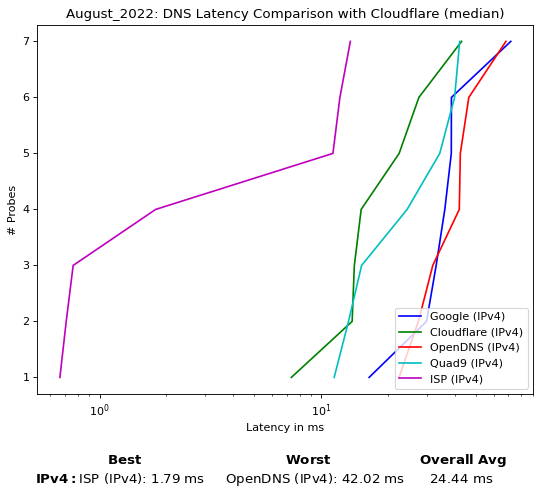 August_2022: DNS Latency Comparison with Cloudflare (median)
7
6
5
4
3
2
1
# Probes
Google (IPv4)
Cloudflare (IPv4)
OpenDNS (IPv4)
Quad9 (IPv4)
ISP (IPv4)
10⁰ 10¹
Latency in ms
Best Worst Overall Avg
IPv4: ISP (IPv4): 1.79 ms OpenDNS (IPv4): 42.02 ms 24.44 ms